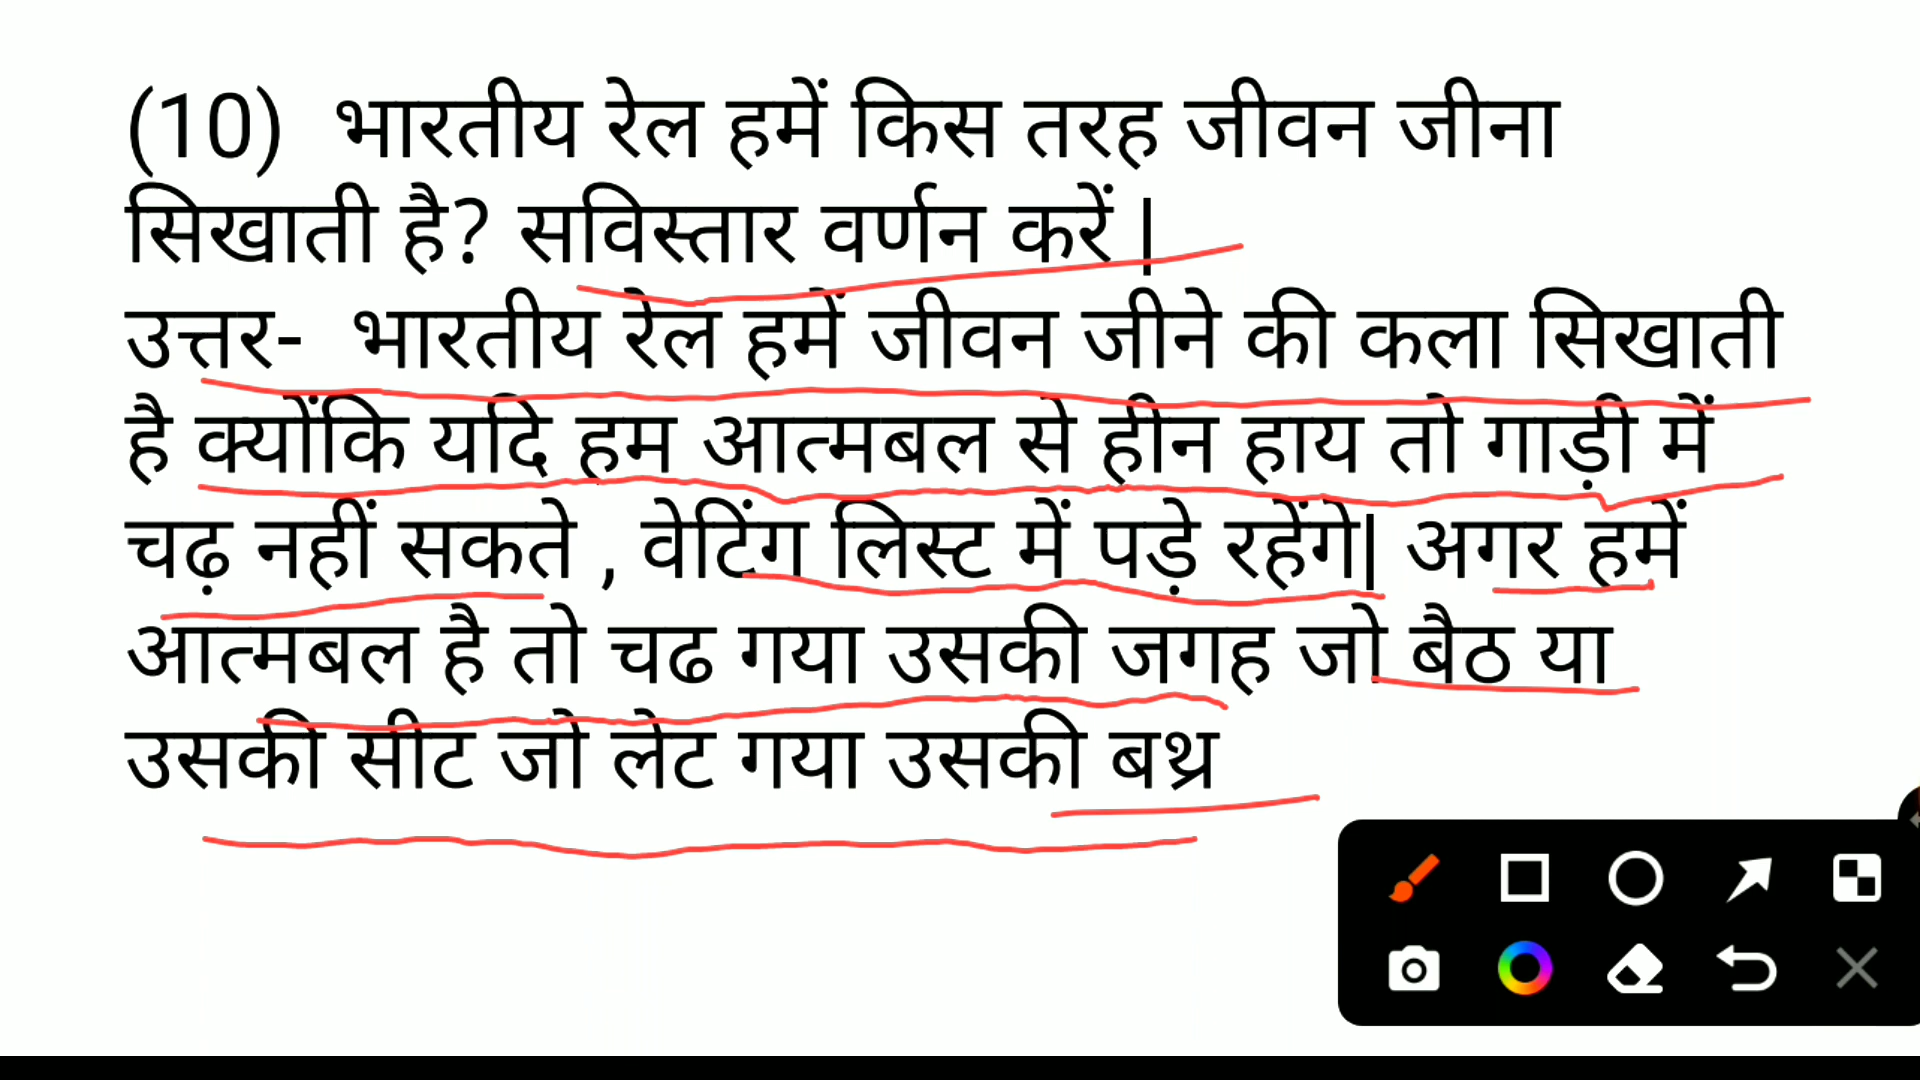 (10) भारतीय रेल हमें किस तरह जीवन जीना
सिखाती है? सविस्तार वर्णन करें |
उत्तर- भारतीय रेल हमें जीवन जीने की कला सिखाती
है क्योंकि यदि हम आत्मबल से हीन हाय तो गाड़ी में
चढ़ नहीं सकते , वेटिंग लिस्ट में पड़े रहेंगे| अगर हमें
आत्मबल है तो चढ गया उसकी जगह जो बैठ या
उसकी सीट जो लेट गया उसकी बथ्र